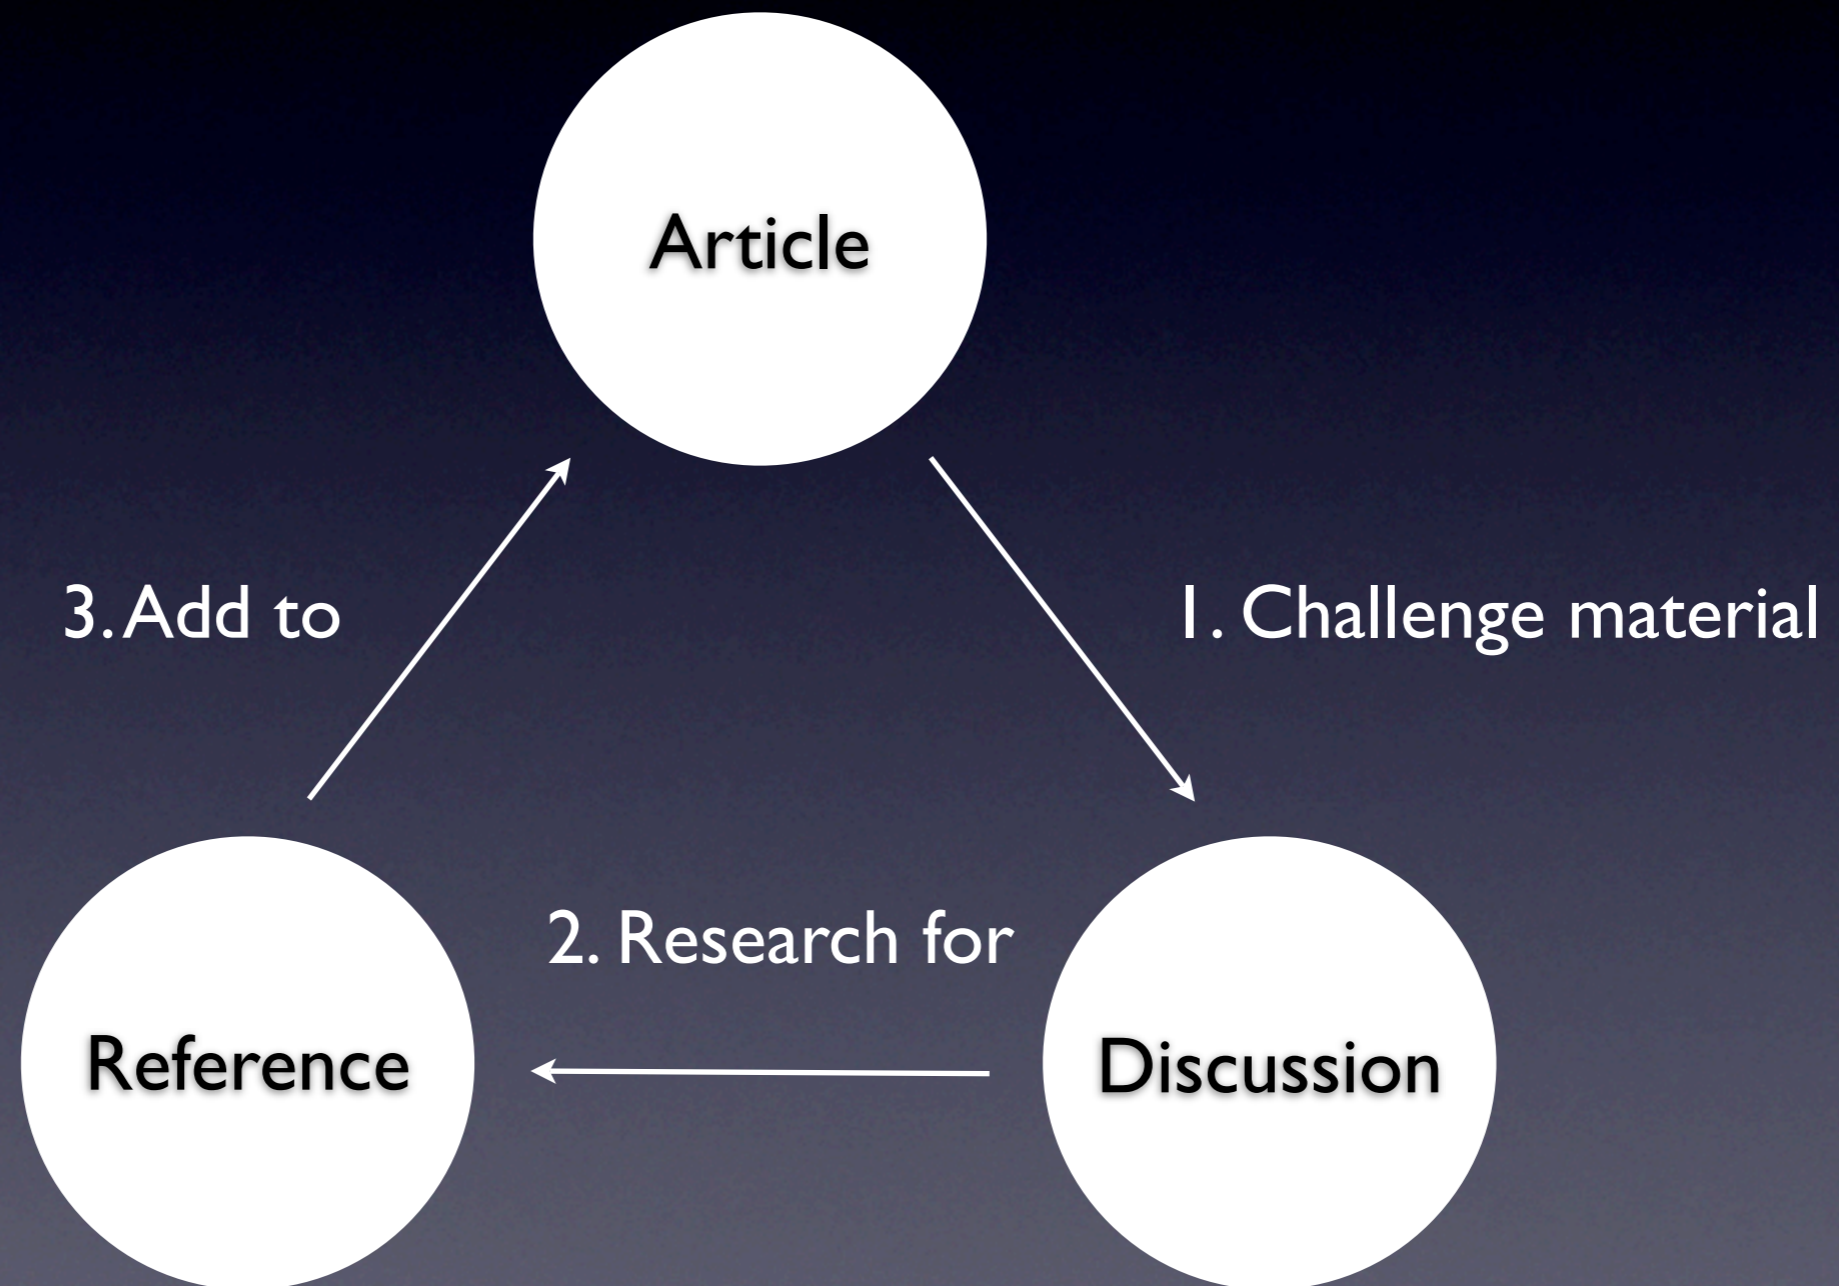 Article
3. Add to
1. Challenge material
2. Research for
Reference
Discussion